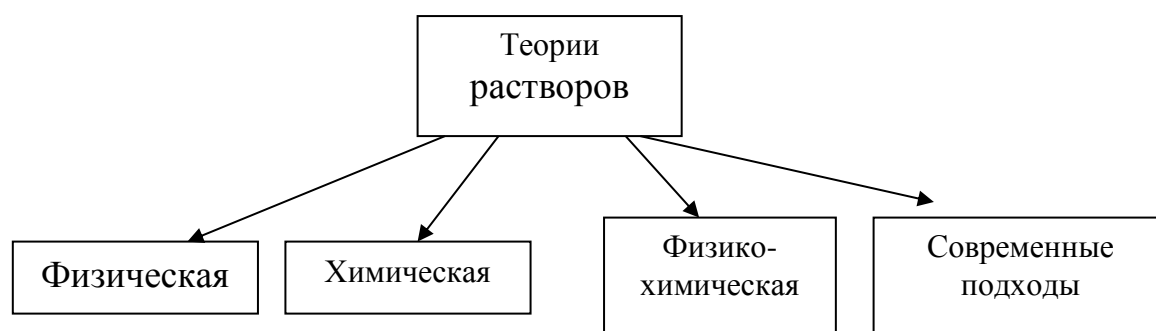 Теории
растворов
Физическая
Химическая
Физико-
химическая
Современные
подходы